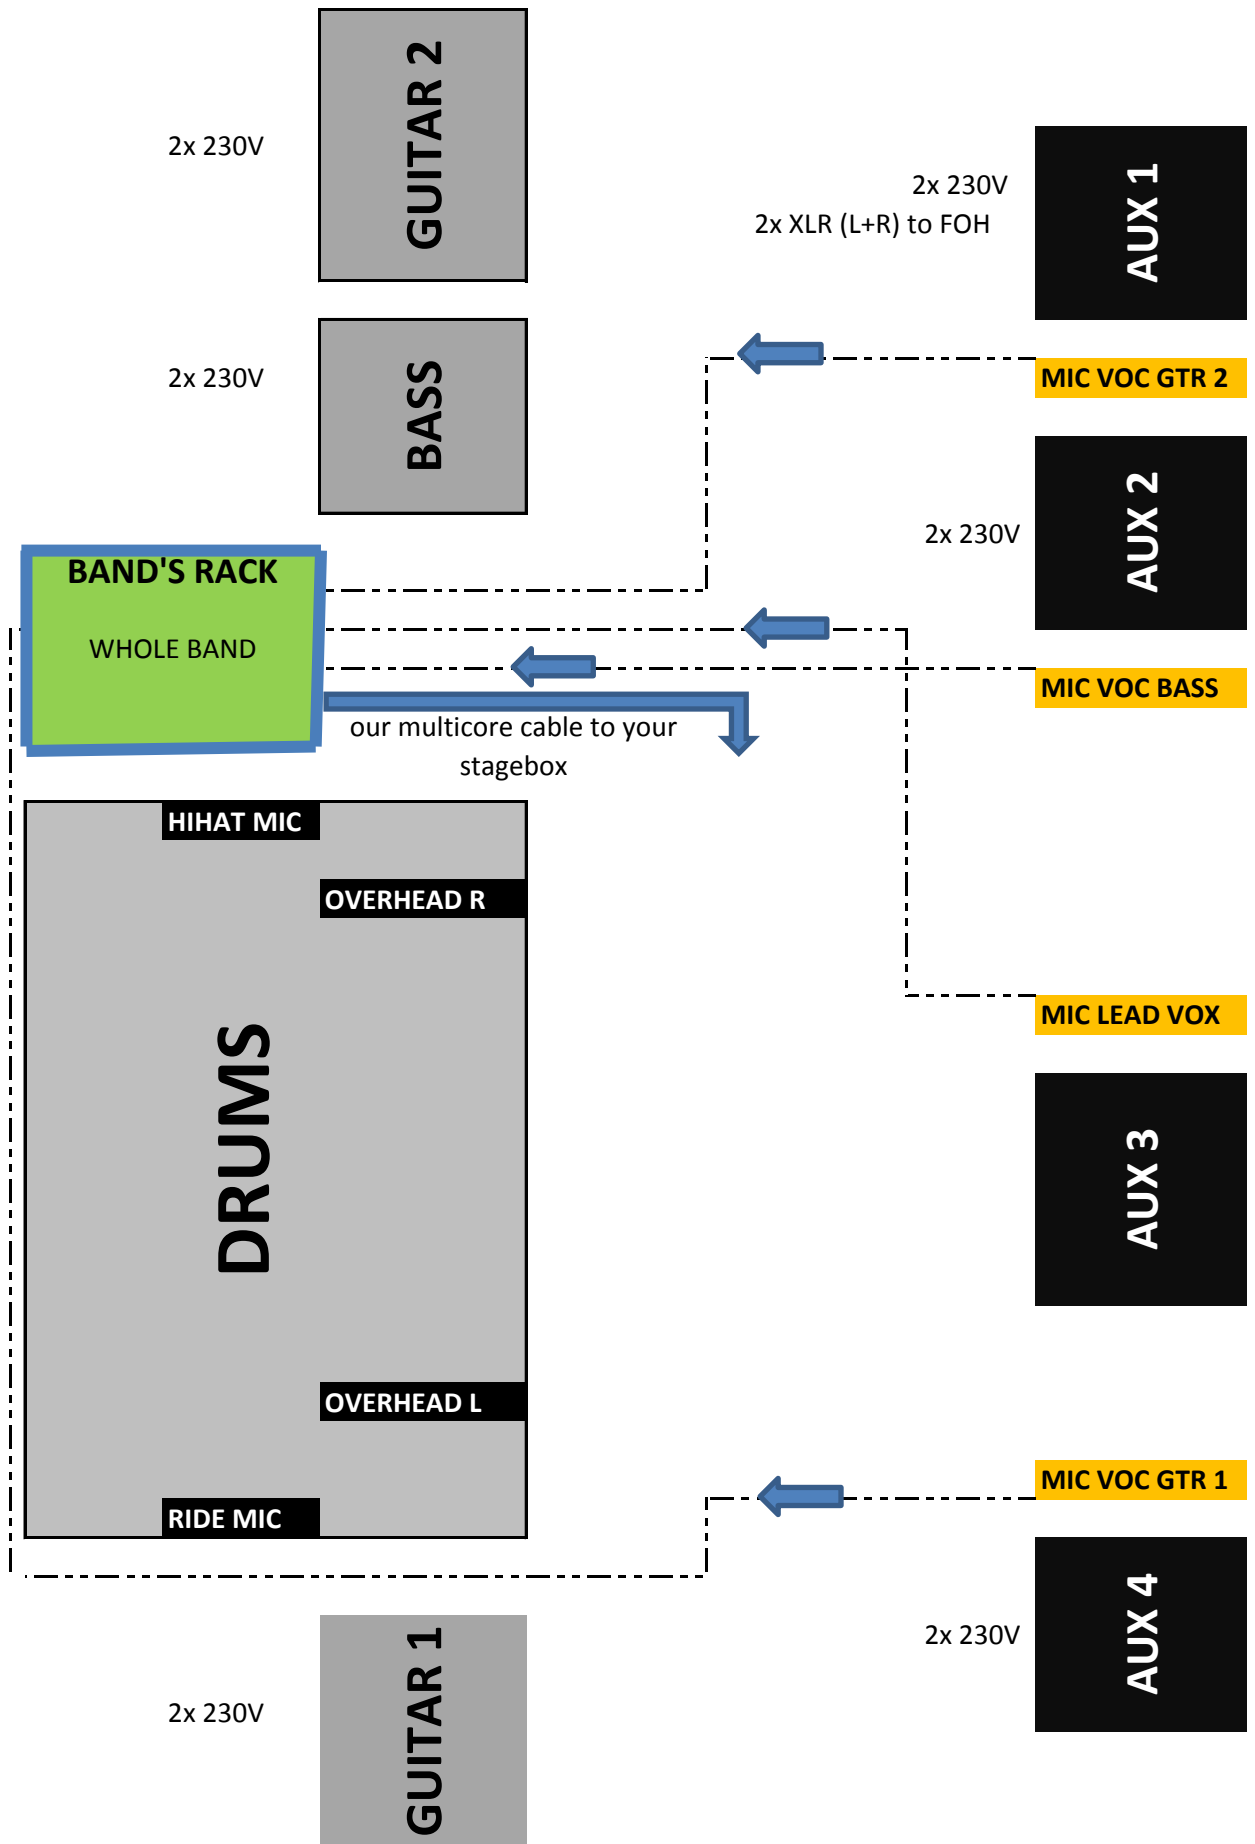 GUITAR 2
2x 230V
AUX 1
2x 230V
2x XLR (L+R) to FOH
BASS
2x 230V
MIC VOC GTR 2
AUX 2
2x 230V
BAND'S RACK
WHOLE BAND
MIC VOC BASS
our multicore cable to your
stagebox
HIHAT MIC
OVERHEAD R
DRUMS
MIC LEAD VOX
AUX 3
OVERHEAD L
RIDE MIC
MIC VOC GTR 1
AUX 4
2x 230V
GUITAR 1
2x 230V